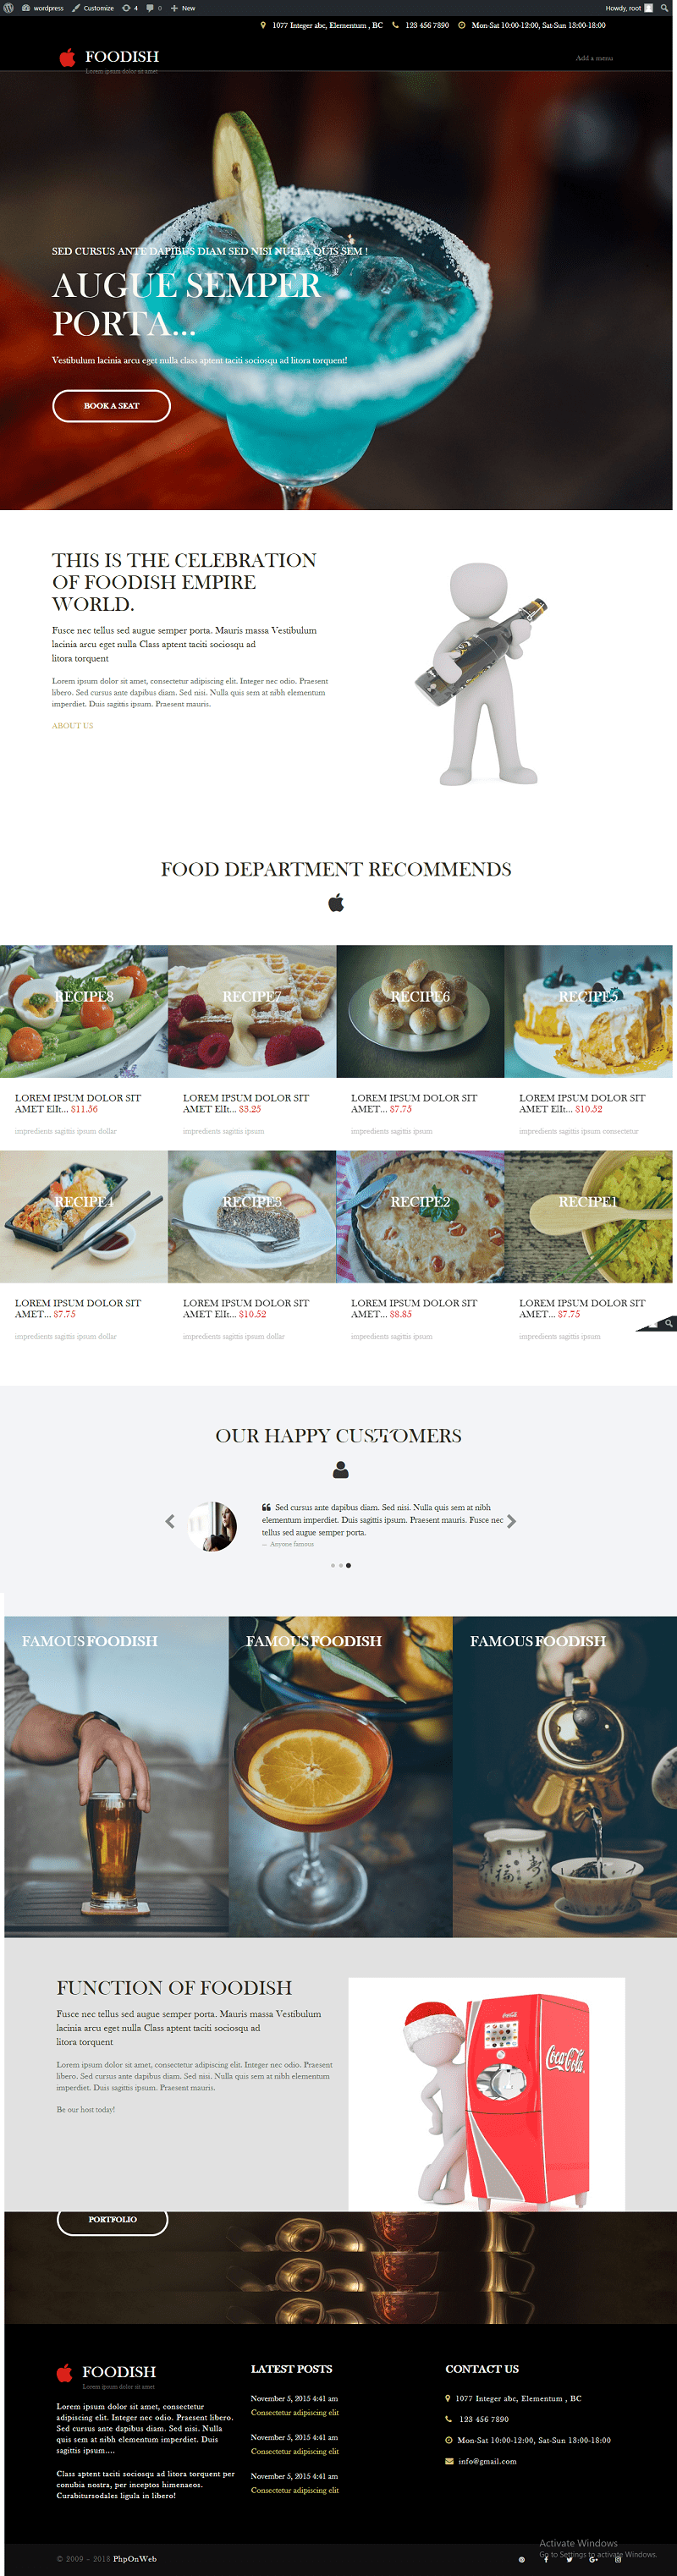 wordpress Customize 4 0 New Howdy, root
1077 Integer abc, Elementum , BC 123 456 7890 Mon-Sat 10:00-12:00, Sat-Sun 13:00-18:00
FOODISH
Lorem ipsum dolor sit amet
Add a menu
SED CURSUS ANTE DAPIBUS DIAM SED NISI NULLA QUIS SEM !
AUGUE SEMPER
PORTA...
Vestibulum lacinia arcu eget nulla class aptent taciti sociosqu ad litora torquent!
BOOK A SEAT
THIS IS THE CELEBRATION
OF FOODISH EMPIRE
WORLD.
Fusce nec tellus sed augue semper porta. Mauris massa Vestibulum
lacinia arcu eget nulla Class aptent taciti sociosqu ad
litora torquent
Lorem ipsum dolor sit amet, consectetur adipiscing elit. Integer nec odio. Praesent
libero. Sed cursus ante dapibus diam. Sed nisi. Nulla quis sem at nibh elementum
imperdiet. Duis sagittis ipsum. Praesent mauris.
ABOUT US
FOOD DEPARTMENT RECOMMENDS
RECIPE8
RECIPE7
RECIPE6
RECIPE5
LOREM IPSUM DOLOR SIT
AMET ElIt... $11.56
impredients sagittis ipsum dollar
LOREM IPSUM DOLOR SIT
AMET ElIt... $3.25
impredients sagittis ipsum
LOREM IPSUM DOLOR SIT
AMET... $7.75
impredients sagittis ipsum
LOREM IPSUM DOLOR SIT
AMET ElIt... $10.52
impredients sagittis ipsum consectetur
RECIPE4
RECIPE3
RECIPE2
RECIPE1
LOREM IPSUM DOLOR SIT
AMET... $7.75
impredients sagittis ipsum dollar
LOREM IPSUM DOLOR SIT
AMET ElIt... $10.52
impredients sagittis ipsum dollar
LOREM IPSUM DOLOR SIT
AMET... $8.85
impredients sagittis ipsum
LOREM IPSUM DOLOR SIT
AMET... $7.75
impredients sagittis ipsum
OUR HAPPY CUSTOMERS
Sed cursus ante dapibus diam. Sed nisi. Nulla quis sem at nibh
elementum imperdiet. Duis sagittis ipsum. Praesent mauris. Fusce nec
tellus sed augue semper porta.
— Anyone famous
FAMOUS FOODISH
FAMOUS FOODISH
FAMOUS FOODISH
FUNCTION OF FOODISH
Fusce nec tellus sed augue semper porta. Mauris massa Vestibulum
lacinia arcu eget nulla Class aptent taciti sociosqu ad
litora torquent
Lorem ipsum dolor sit amet, consectetur adipiscing elit. Integer nec odio. Praesent
libero. Sed cursus ante dapibus diam. Sed nisi. Nulla quis sem at nibh elementum
imperdiet. Duis sagittis ipsum. Praesent mauris.
Be our host today!
Coca-Cola
Coca-Cola
PORTFOLIO
FOODISH
Lorem ipsum dolor sit amet
Lorem ipsum dolor sit amet, consectetur
adipiscing elit. Integer nec odio. Praesent libero.
Sed cursus ante dapibus diam. Sed nisi. Nulla
quis sem at nibh elementum imperdiet. Duis
sagittis ipsum....
Class aptent taciti sociosqu ad litora torquent per
conubia nostra, per inceptos himenaeos.
Curabitursodales ligula in libero!
LATEST POSTS
November 5, 2015 4:41 am
Consectetur adipiscing elit
November 5, 2015 4:41 am
Consectetur adipiscing elit
November 5, 2015 4:41 am
Consectetur adipiscing elit
CONTACT US
1077 Integer abc, Elementum , BC
123 456 7890
Mon-Sat 10:00-12:00, Sat-Sun 13:00-18:00
info@gmail.com
© 2009 - 2018 PhpOnWeb
Activate Windows
Go to Settings to activate Windows.